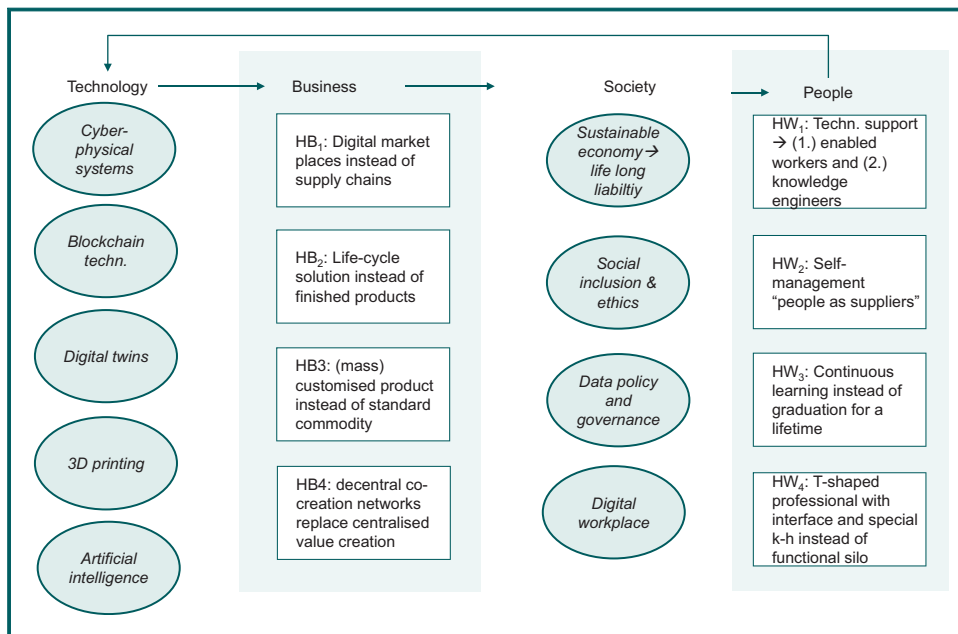 Technology
Cyber-
physical
systems
Blockchain
techn.
Digital twins
3D printing
Artificial
intelligence
Business
HB₁: Digital market
places instead of
supply chains
HB₂: Life-cycle
solution instead of
finished products
HB3: (mass)
customised product
instead of standard
commodity
HB4: decentral co-
creation networks
replace centralised
value creation
Society
Sustainable
economy→
life long
liabiltiy
Social
inclusion &
ethics
Data policy
and
governance
Digital
workplace
People
HW₁: Techn. support
→ (1.) enabled
workers and (2.)
knowledge
engineers
HW₂: Self-
management
“people as suppliers”
HW₃: Continuous
learning instead of
graduation for a
lifetime
HW₄: T-shaped
professional with
interface and special
k-h instead of
functional silo